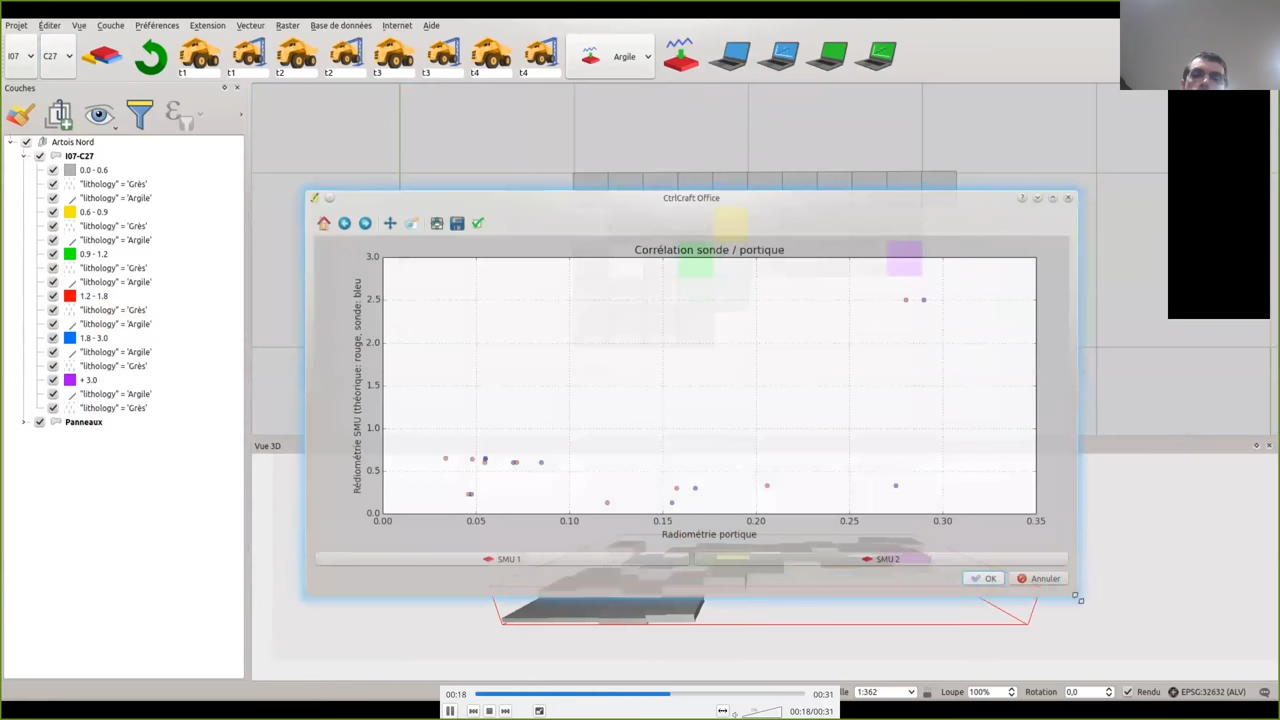 Projet Éditer Vue Couche Préférences Extension Vecteur Raster Base de données Internet Aide
I07 C27 t1 t1 t2 t2 t3 t3 t4 t4 Argile
Couches
Artois Nord
I07-C27
0.0 - 0.6
"lithology" = 'Grès'
"lithology" = 'Argile'
0.6 - 0.9
"lithology" = 'Grès'
"lithology" = 'Argile'
0.9 - 1.2
"lithology" = 'Grès'
"lithology" = 'Argile'
1.2 - 1.8
"lithology" = 'Grès'
"lithology" = 'Argile'
1.8 - 3.0
"lithology" = 'Argile'
"lithology" = 'Grès'
+ 3.0
"lithology" = 'Argile'
"lithology" = 'Grès'
Panneaux
CtrlCraft Office
Corrélation sonde / portique
Rédiométrie SMU (théorique: rouge, sonde: bleu)
3.0
2.5
2.0
1.5
1.0
0.5
0.0
0.00 0.05 0.10 0.15 0.20 0.25 0.30 0.35
Radiométrie portique
SMU 1 SMU 2
OK Annuler
Vue 3D
1:362 Loupe 100% Rotation 0,0 Rendu EPSG:32632 (ALV)
00:18 00:31
00:18/00:31